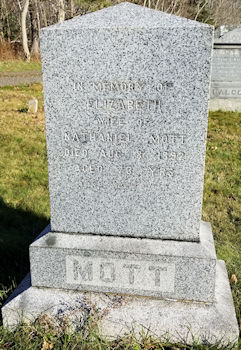 IN MEMORY OF
ELIZABETH
WIFE OF
NATHANIEL MOTT
DIED AUG.
AGED YRS.
MOTT